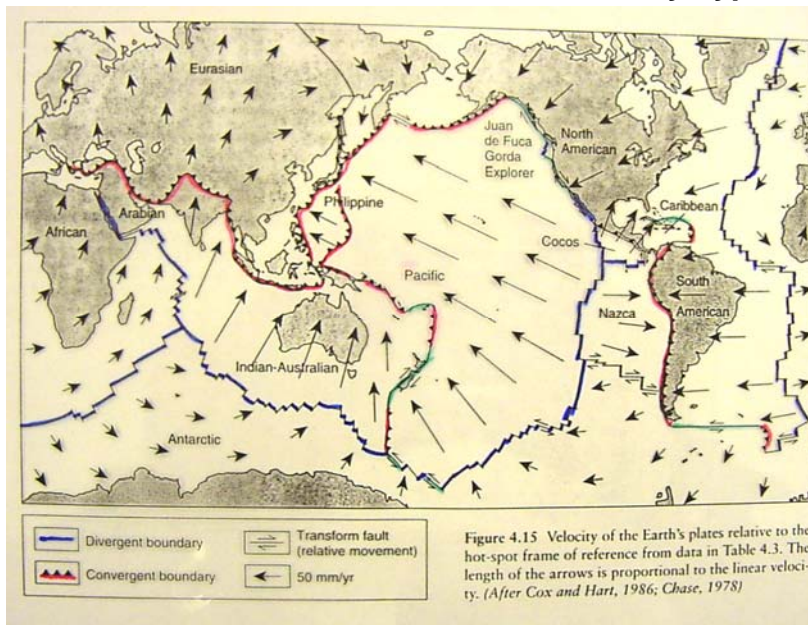 Eurasian
Juan
de Fuca
Gorda
Explorer
North
American
Philippine
Caribbean
Arabian
African
Cocos
Pacific
South
American
Nazca
Indian-Australian
Antarctic
Divergent boundary
Transform fault
(relative movement)
Convergent boundary
50 mm/yr
Figure 4.15 Velocity of the Earth's plates relative to the
hot-spot frame of reference from data in Table 4.3. The
length of the arrows is proportional to the linear veloci-
ty. (After Cox and Hart, 1986; Chase, 1978)